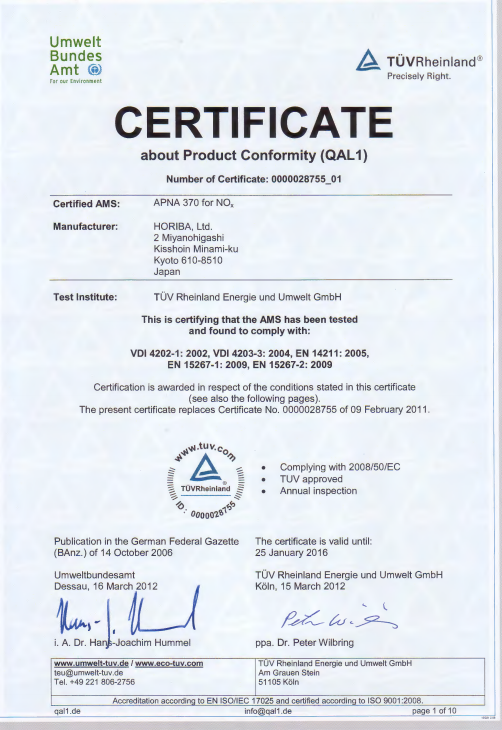 Umwelt
Bundes
Amt
For our Environment
TÜVRheinland®
Precisely Right.
CERTIFICATE
about Product Conformity (QAL1)
Number of Certificate: 0000028755_01
Certified AMS: APNA 370 for NOx
Manufacturer: HORIBA, Ltd.
2 Miyanohigashi
Kisshoin Minami-ku
Kyoto 610-8510
Japan
Test Institute: TÜV Rheinland Energie und Umwelt GmbH
This is certifying that the AMS has been tested
and found to comply with:
VDI 4202-1: 2002, VDI 4203-3: 2004, EN 14211: 2005,
EN 15267-1: 2009, EN 15267-2: 2009
Certification is awarded in respect of the conditions stated in this certificate
(see also the following pages).
The present certificate replaces Certificate No. 0000028755 of 09 February 2011.
www.tuv.com
TÜVRheinland®
ID: 0000028755
• Complying with 2008/50/EC
• TUV approved
• Annual inspection
Publication in the German Federal Gazette
(BAnz.) of 14 October 2006
The certificate is valid until:
25 January 2016
Umweltbundesamt
Dessau, 16 March 2012
TÜV Rheinland Energie und Umwelt GmbH
Köln, 15 March 2012
i. A. Dr. Hans-Joachim Hummel
ppa. Dr. Peter Wilbring
www.umwelt-tuv.de / www.eco-tuv.com
teu@umwelt-tuv.de
Tel. +49 221 806-2756
TÜV Rheinland Energie und Umwelt GmbH
Am Grauen Stein
51105 Köln
Accreditation according to EN ISO/IEC 17025 and certified according to ISO 9001:2008.
qal1.de info@qal1.de page 1 of 10